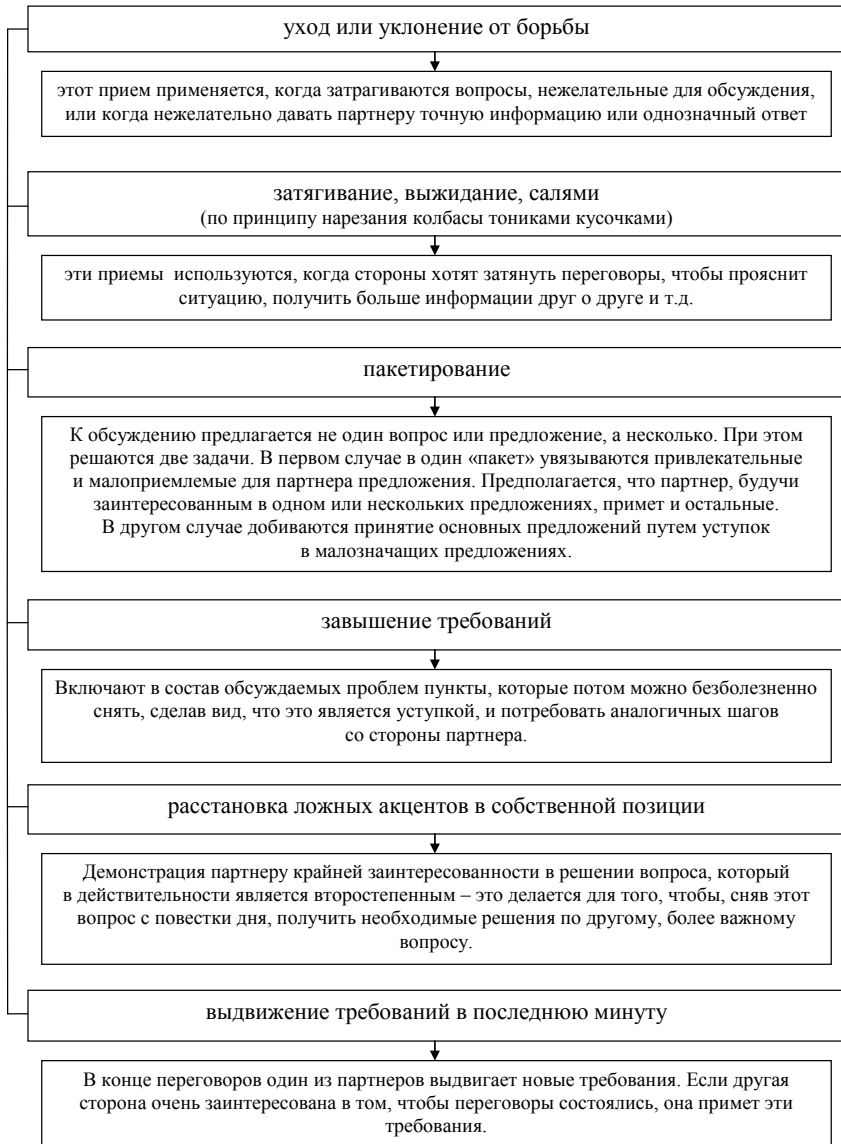 уход или уклонение от борьбы
этот прием применяется, когда затрагиваются вопросы, нежелательные для обсуждения,
или когда нежелательно давать партнеру точную информацию или однозначный ответ
затягивание, выжидание, салями
(по принципу нарезания колбасы тониками кусочками)
эти приемы используются, когда стороны хотят затянуть переговоры, чтобы прояснит
ситуацию, получить больше информации друг о друге и т.д.
пакетирование
К обсуждению предлагается не один вопрос или предложение, а несколько. При этом
решаются две задачи. В первом случае в один «пакет» увязываются привлекательные
и малоприемлемые для партнера предложения. Предполагается, что партнер, будучи
заинтересованным в одном или нескольких предложениях, примет и остальные.
В другом случае добиваются принятие основных предложений путем уступок
в малозначащих предложениях.
завышение требований
Включают в состав обсуждаемых проблем пункты, которые потом можно безболезненно
снять, сделав вид, что это является уступкой, и потребовать аналогичных шагов
со стороны партнера.
расстановка ложных акцентов в собственной позиции
Демонстрация партнеру крайней заинтересованности в решении вопроса, который
в действительности является второстепенным – это делается для того, чтобы, сняв этот
вопрос с повестки дня, получить необходимые решения по другому, более важному
вопросу.
выдвижение требований в последнюю минуту
В конце переговоров один из партнеров выдвигает новые требования. Если другая
сторона очень заинтересована в том, чтобы переговоры состоялись, она примет эти
требования.